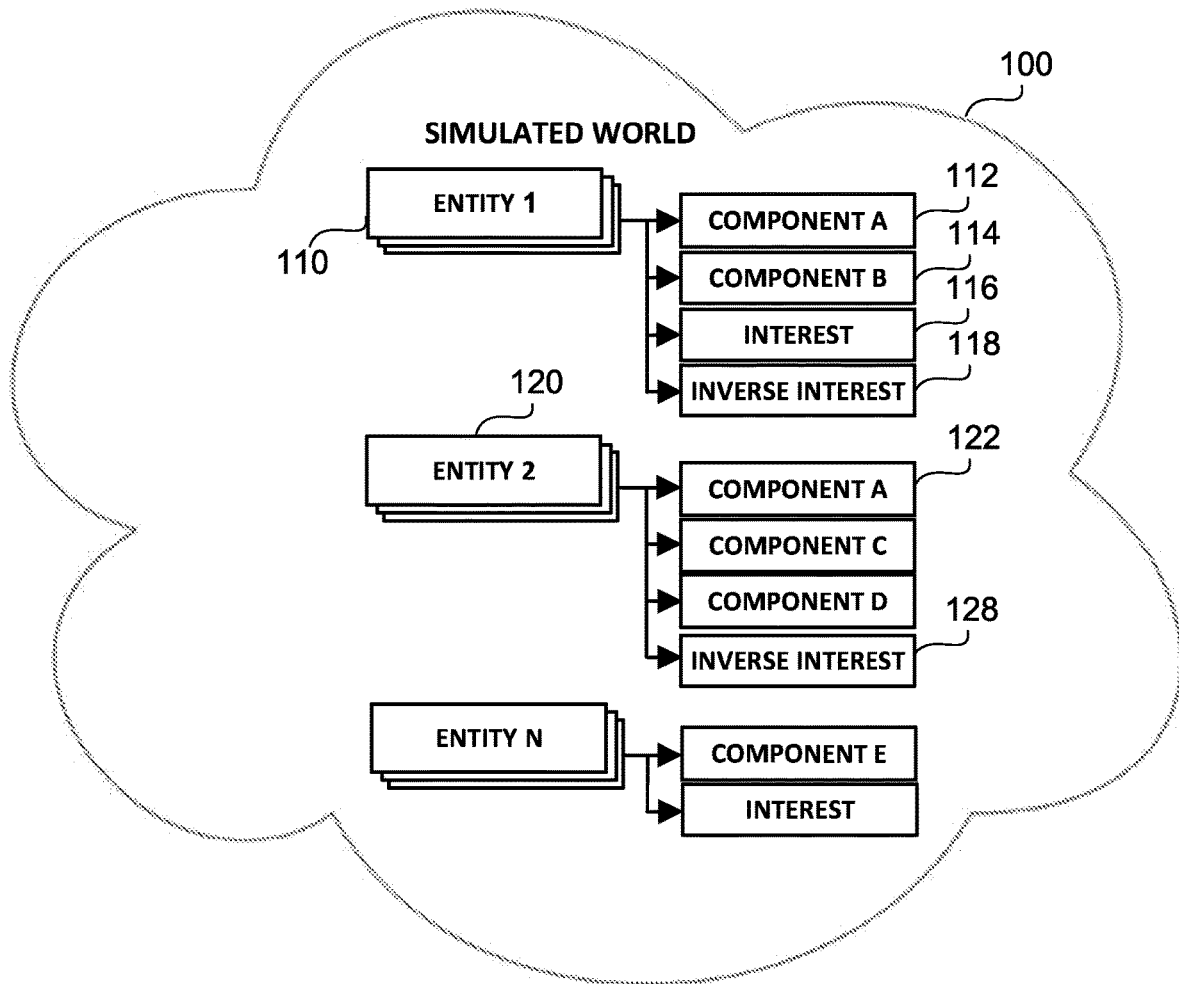 100
SIMULATED WORLD
ENTITY 1
110
COMPONENT A
112
COMPONENT B
114
INTEREST
116
INVERSE INTEREST
118
120
ENTITY 2
COMPONENT A
122
COMPONENT C
COMPONENT D
INVERSE INTEREST
128
ENTITY N
COMPONENT E
INTEREST